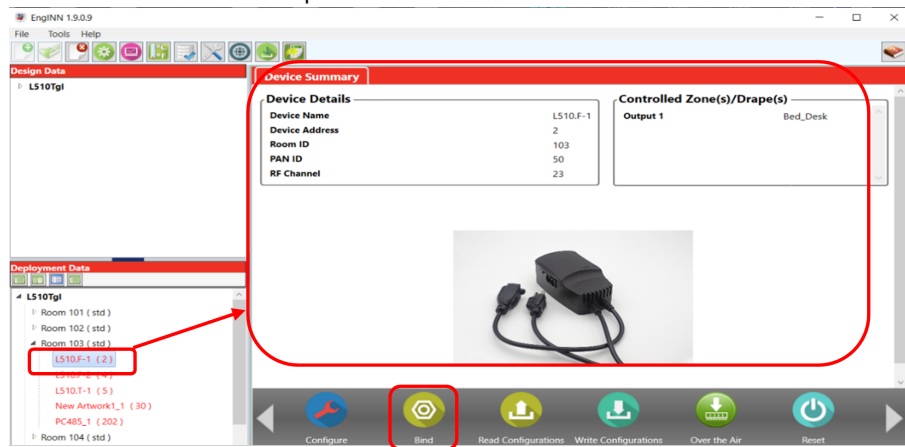 EngINN 1.9.0.9
File Tools Help
Design Data
L510Tgl
Device Summary
Device Details
Device Name L510.F-1
Device Address 2
Room ID 103
PAN ID 50
RF Channel 23
Controlled Zone(s)/Drape(s)
Output 1 Bed_Desk
Deployment Data
L510Tgl
Room 101 ( std )
Room 102 ( std )
Room 103 ( std )
L510.F-1 ( 2 )
L510.T-1 ( 5 )
New Artwork1_1 ( 30 )
PC485_1 ( 202 )
Room 104 ( std )
Configure Bind Read Configurations Write Configurations Over the Air Reset